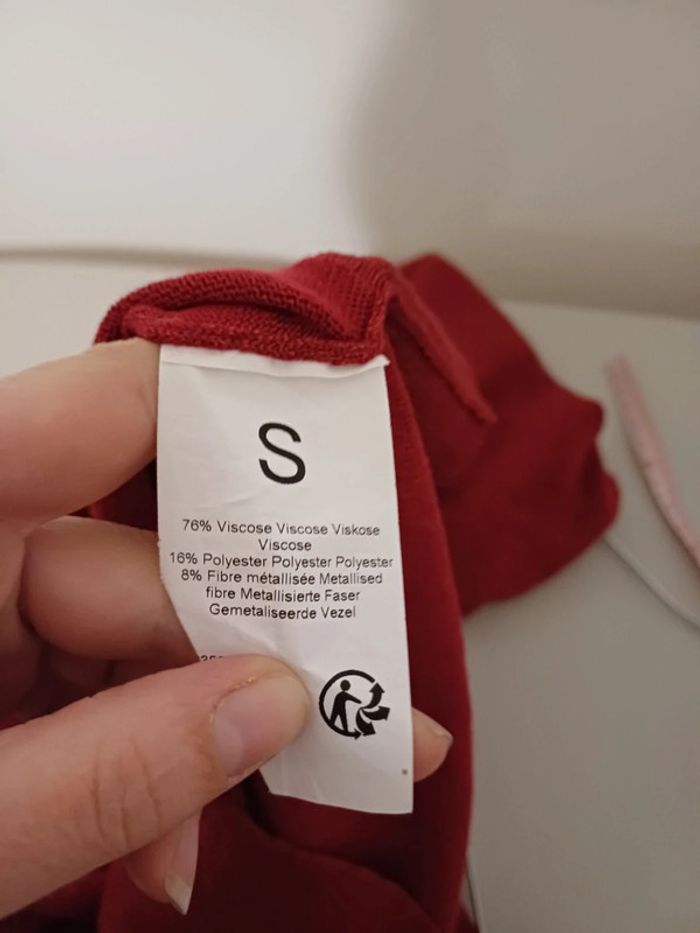 S
76% Viscose Viscose Viskose
Viscose
16% Polyester Polyester Polyester
8% Fibre métallisée Metallised
fibre Metallisierte Faser
Gemetaliseerde Vezel